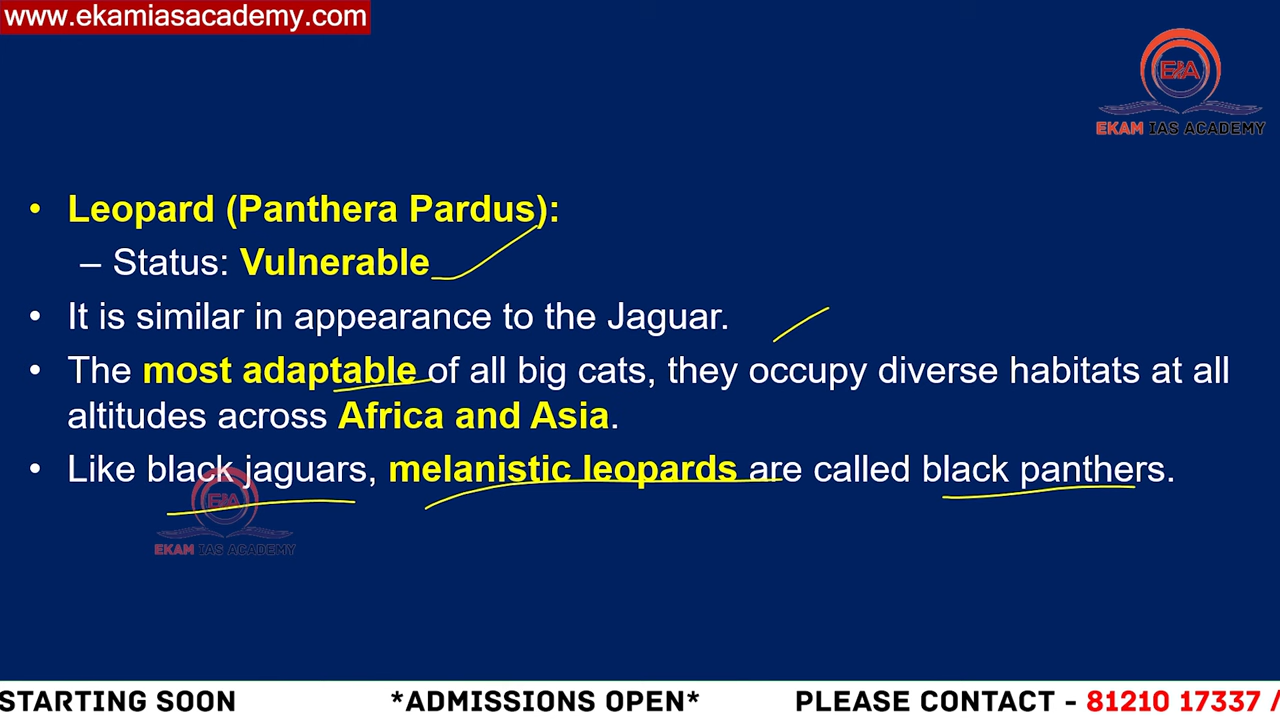 www.ekamiasacademy.com
EIA
EKAM IAS ACADEMY
• Leopard (Panthera Pardus):
– Status: Vulnerable
• It is similar in appearance to the Jaguar.
• The most adaptable of all big cats, they occupy diverse habitats at all
altitudes across Africa and Asia.
• Like black jaguars, melanistic leopards are called black panthers.
EIA
EKAM IAS ACADEMY
STARTING SOON *ADMISSIONS OPEN* PLEASE CONTACT - 81210 17337 /